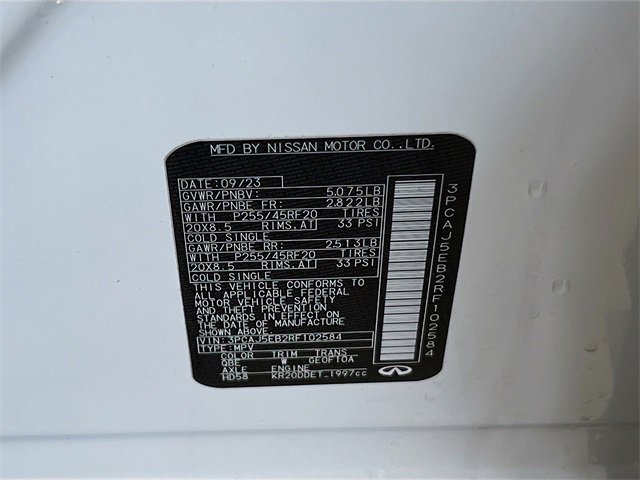 MFD BY NISSAN MOTOR CO.,LTD.
DATE: 09/23
GVWR/PNBV: 5,075LB
GAWR/PNBE FR: 2,822LB
WITH P255/45RF20 TIRES
20X8.5 RIMS,AT 33 PSI
COLD SINGLE
GAWR/PNBE RR: 2,513LB
WITH P255/45RF20 TIRES
20X8.5 RIMS,AT 33 PSI
COLD SINGLE
THIS VEHICLE CONFORMS TO
ALL APPLICABLE FEDERAL
MOTOR VEHICLE SAFETY
AND THEFT PREVENTION
STANDARDS IN EFFECT ON
THE DATE OF MANUFACTURE
SHOWN ABOVE.
VIN: 3PCAJ5EB2RF102584
TYPE: MPV
COLOR TRIM TRANS
QBE W GEOF10A
AXLE ENGINE
HD58 KR20DDET 1997cc
3PCAJ5EB2RF102584